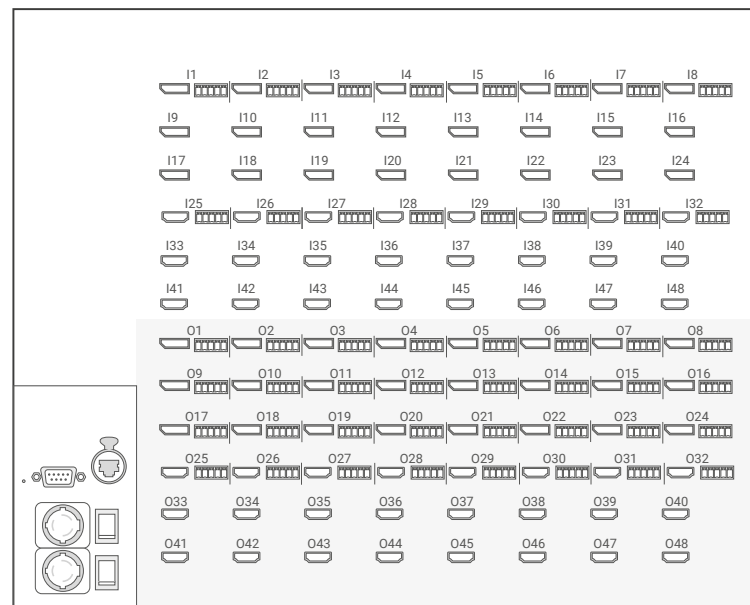 I1 I2 I3 I4 I5 I6 I7 I8
I9 I10 I11 I12 I13 I14 I15 I16
I17 I18 I19 I20 I21 I22 I23 I24
I25 I26 I27 I28 I29 I30 I31 I32
I33 I34 I35 I36 I37 I38 I39 I40
I41 I42 I43 I44 I45 I46 I47 I48
O1 O2 O3 O4 O5 O6 O7 O8
O9 O10 O11 O12 O13 O14 O15 O16
O17 O18 O19 O20 O21 O22 O23 O24
O25 O26 O27 O28 O29 O30 O31 O32
O33 O34 O35 O36 O37 O38 O39 O40
O41 O42 O43 O44 O45 O46 O47 O48